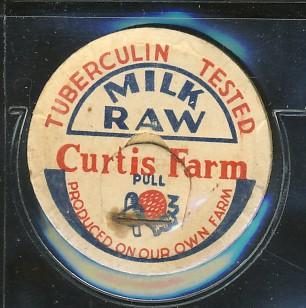 TUBERCULIN TESTED
MILK
RAW
Curtis Farm
PULL
PRODUCED ON OUR OWN FARM